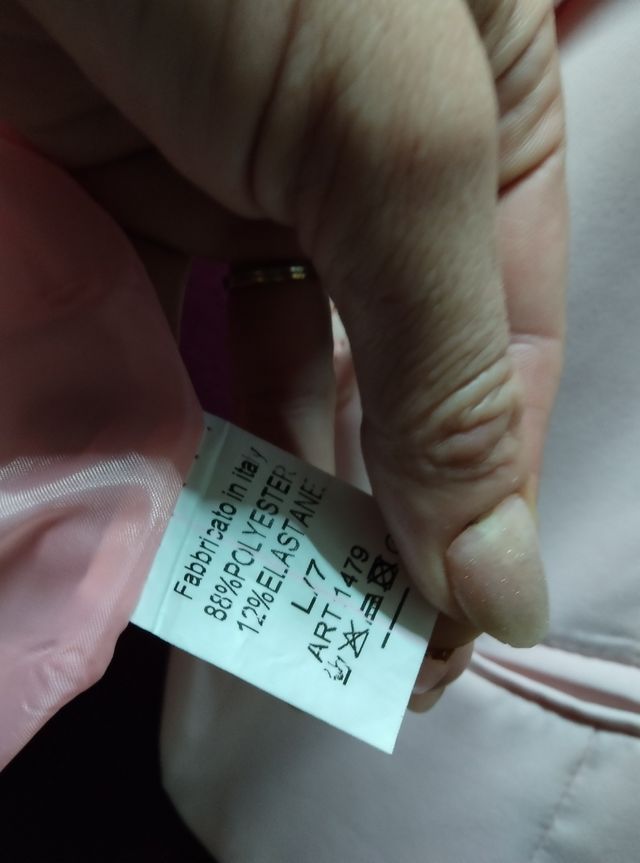 Fabbricato in italy
88%POLYESTER
12%ELASTANE
L/7
ART.1479